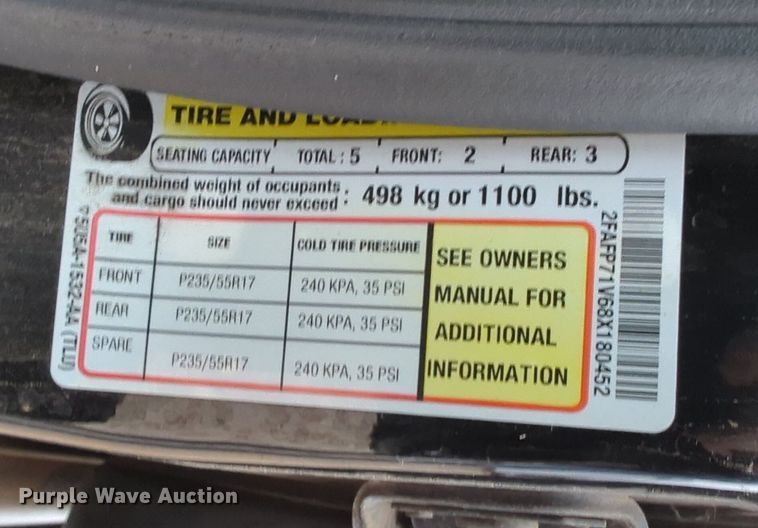 TIRE AND LOADI
SEATING CAPACITY TOTAL : 5 FRONT: 2 REAR: 3
The combined weight of occupants
and cargo should never exceed : 498 kg or 1100 lbs.
TIRE SIZE COLD TIRE PRESSURE
FRONT P235/55R17 240 KPA, 35 PSI
REAR P235/55R17 240 KPA, 35 PSI
SPARE P235/55R17 240 KPA, 35 PSI
SEE OWNERS
MANUAL FOR
ADDITIONAL
INFORMATION
2FAFP71V68X180452
Purple Wave Auction